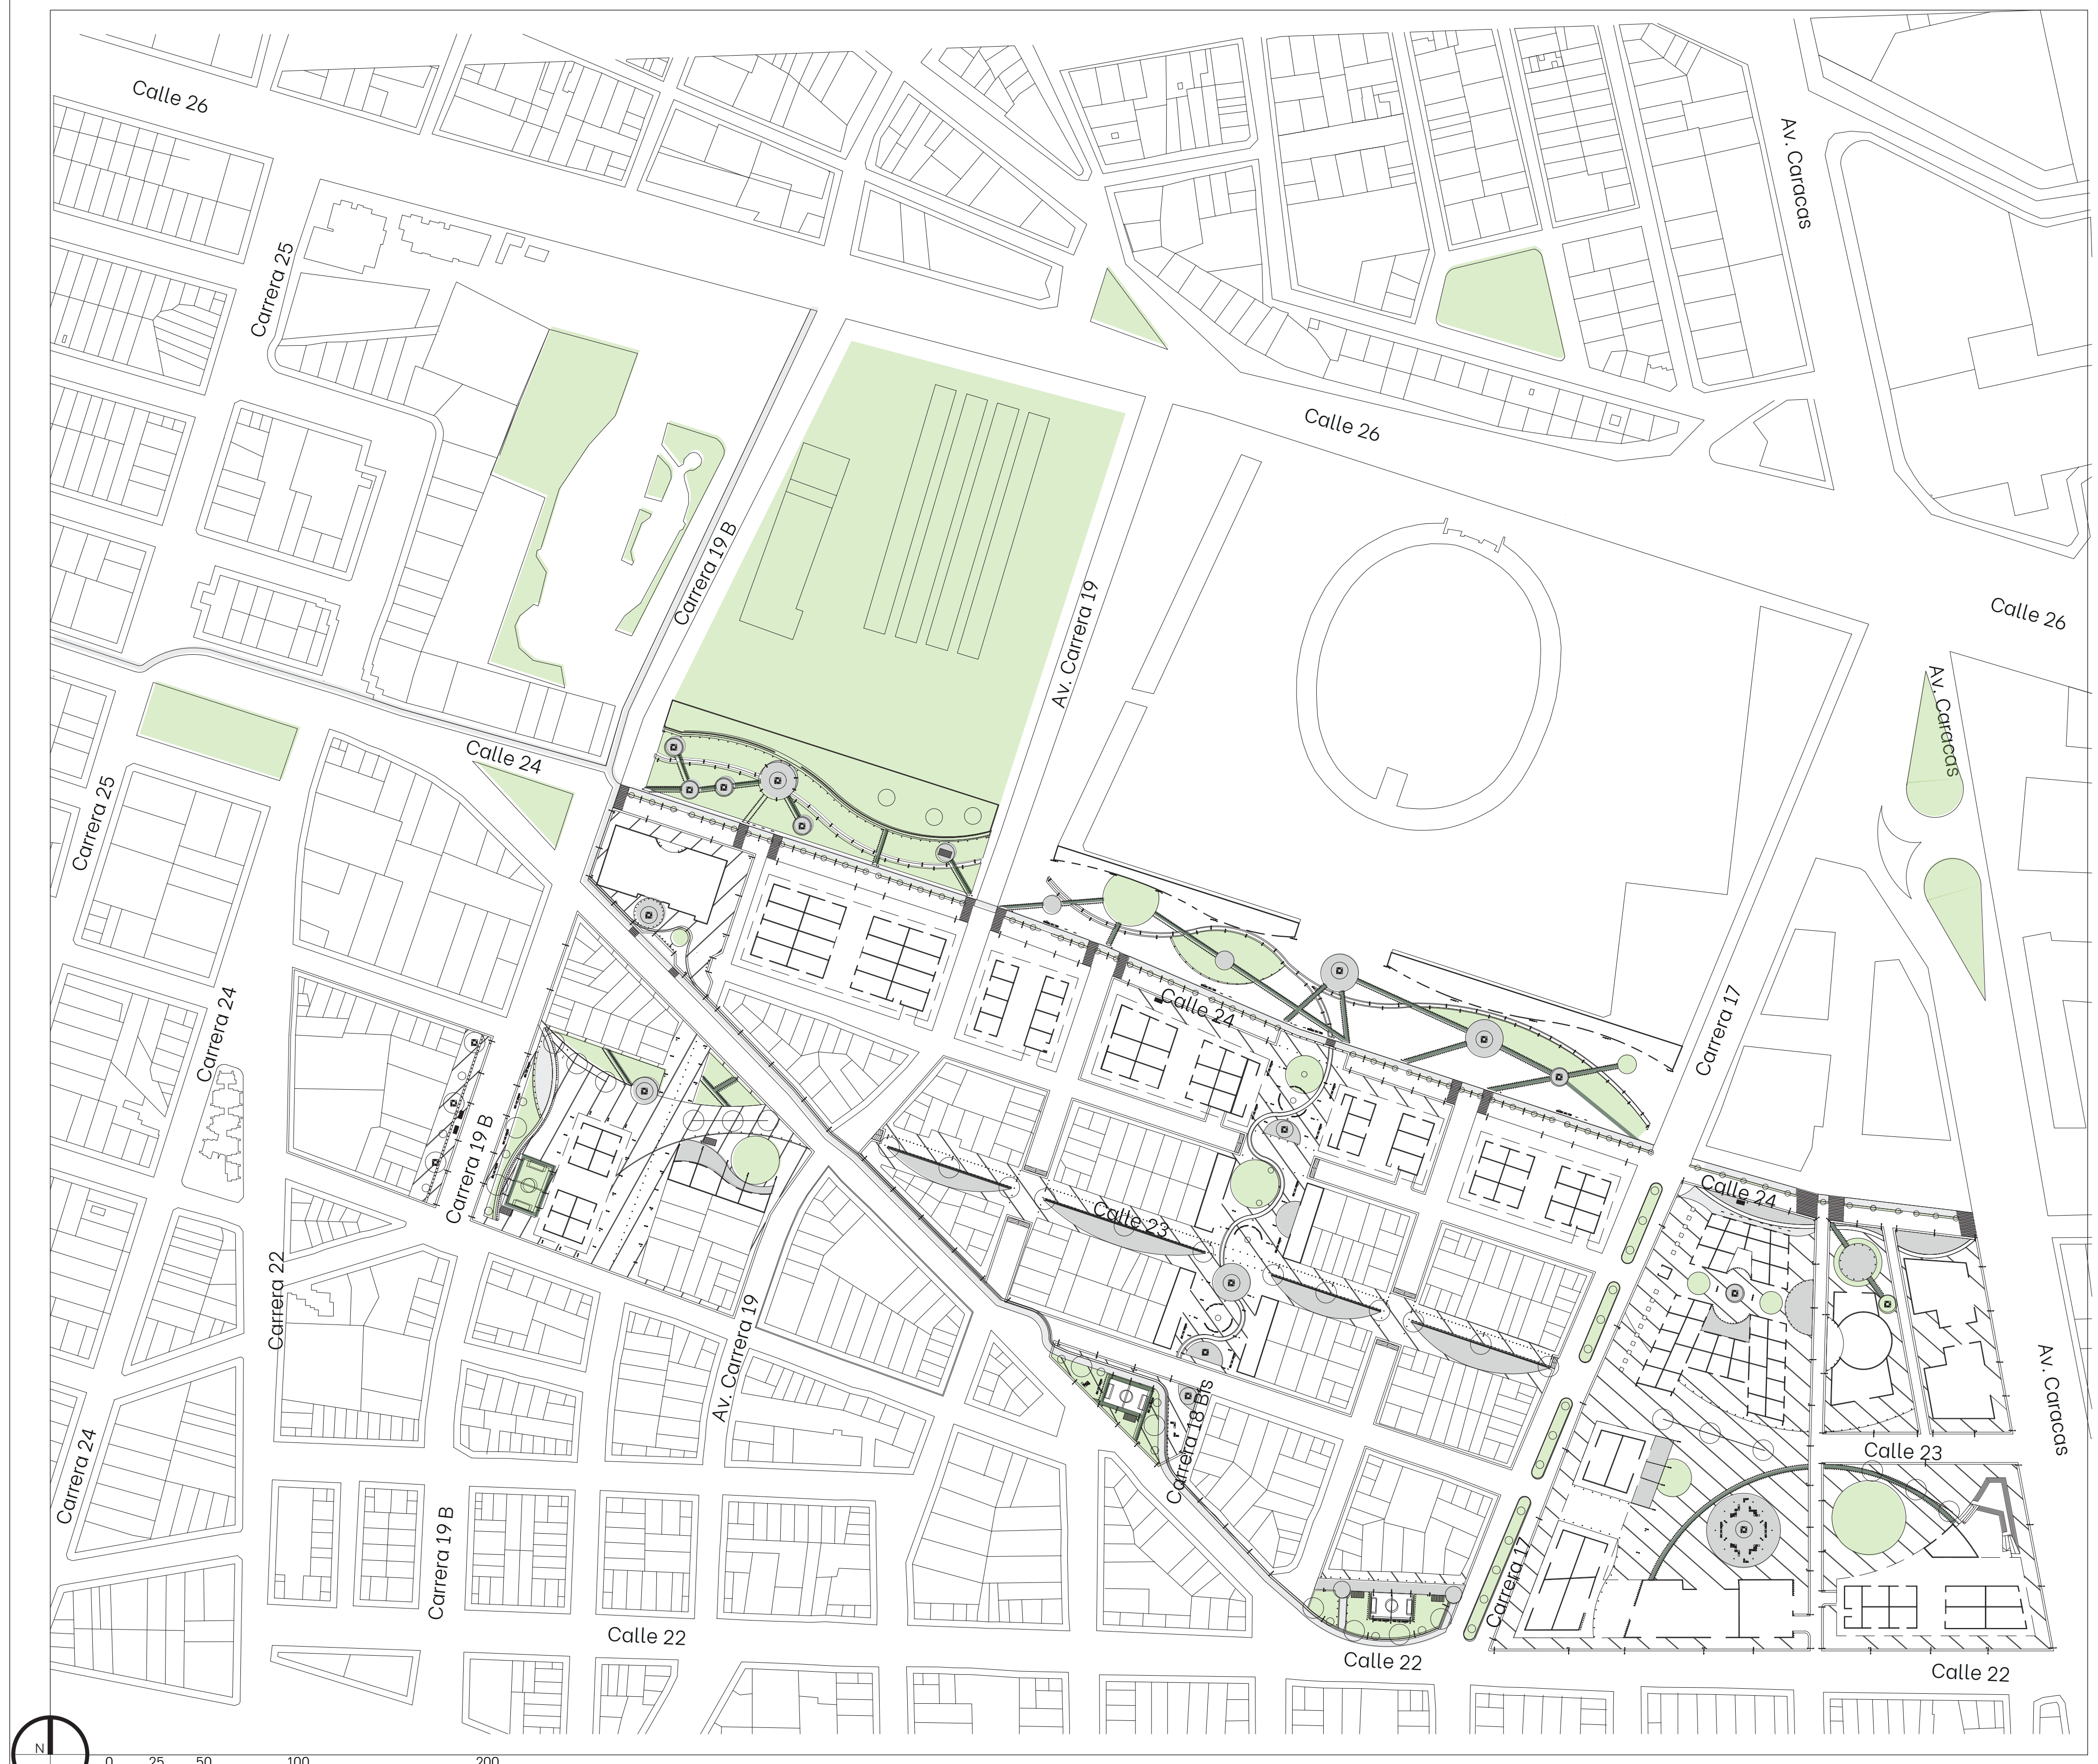 Calle 26
Av. Caracas
Carrera 25
Calle 26
Carrera 19 B
Av. Carrera 19
Calle 26
Av. Caracas
Calle 24
Carrera 25
Carrera 24
Calle 24
Carrera 17
Carrera 19 B
Calle 24
Calle 23
Carrera 22
Av. Carrera 19
Av. Caracas
Carrera 18 Bis
Calle 23
Carrera 24
Carrera 19 B
Carrera 17
Calle 22
Calle 22
Calle 22
N
0 25 50 100 200